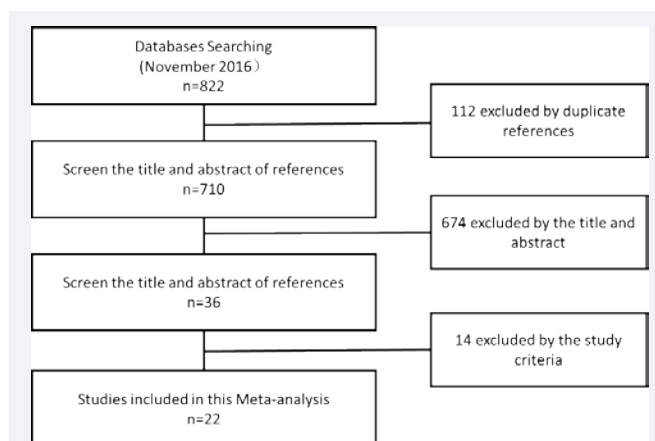 Databases Searching
(November 2016）
n=822
112 excluded by duplicate
references
Screen the title and abstract of references
n=710
674 excluded by the title and
abstract
Screen the title and abstract of references
n=36
14 excluded by the study
criteria
Studies included in this Meta-analysis
n=22